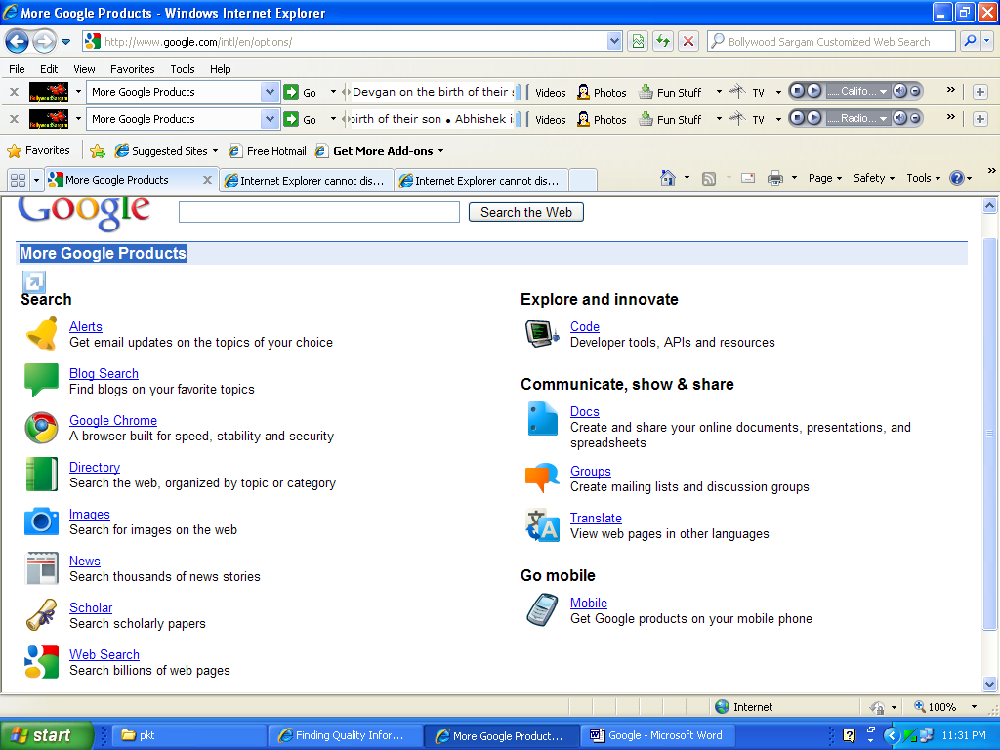 More Google Products - Windows Internet Explorer
http://www.google.com/intl/en/options/
Bollywood Sargam Customized Web Search
File Edit View Favorites Tools Help
More Google Products Go Devgan on the birth of their Videos Photos Fun Stuff TV ..... Califo... »
More Google Products Go birth of their son • Abhishek Videos Photos Fun Stuff TV ..... Radio... »
Favorites Suggested Sites Free Hotmail Get More Add-ons
More Google Products Internet Explorer cannot dis... Internet Explorer cannot dis... Page Safety Tools »
Google Search the Web
More Google Products
Search
Alerts
Get email updates on the topics of your choice
Blog Search
Find blogs on your favorite topics
Google Chrome
A browser built for speed, stability and security
Directory
Search the web, organized by topic or category
Images
Search for images on the web
News
Search thousands of news stories
Scholar
Search scholarly papers
Web Search
Search billions of web pages
Explore and innovate
Code
Developer tools, APIs and resources
Communicate, show & share
Docs
Create and share your online documents, presentations, and
spreadsheets
Groups
Create mailing lists and discussion groups
Translate
View web pages in other languages
Go mobile
Mobile
Get Google products on your mobile phone
Internet 100%
start pkt Finding Quality Infor... More Google Product... Google - Microsoft Word 11:31 PM